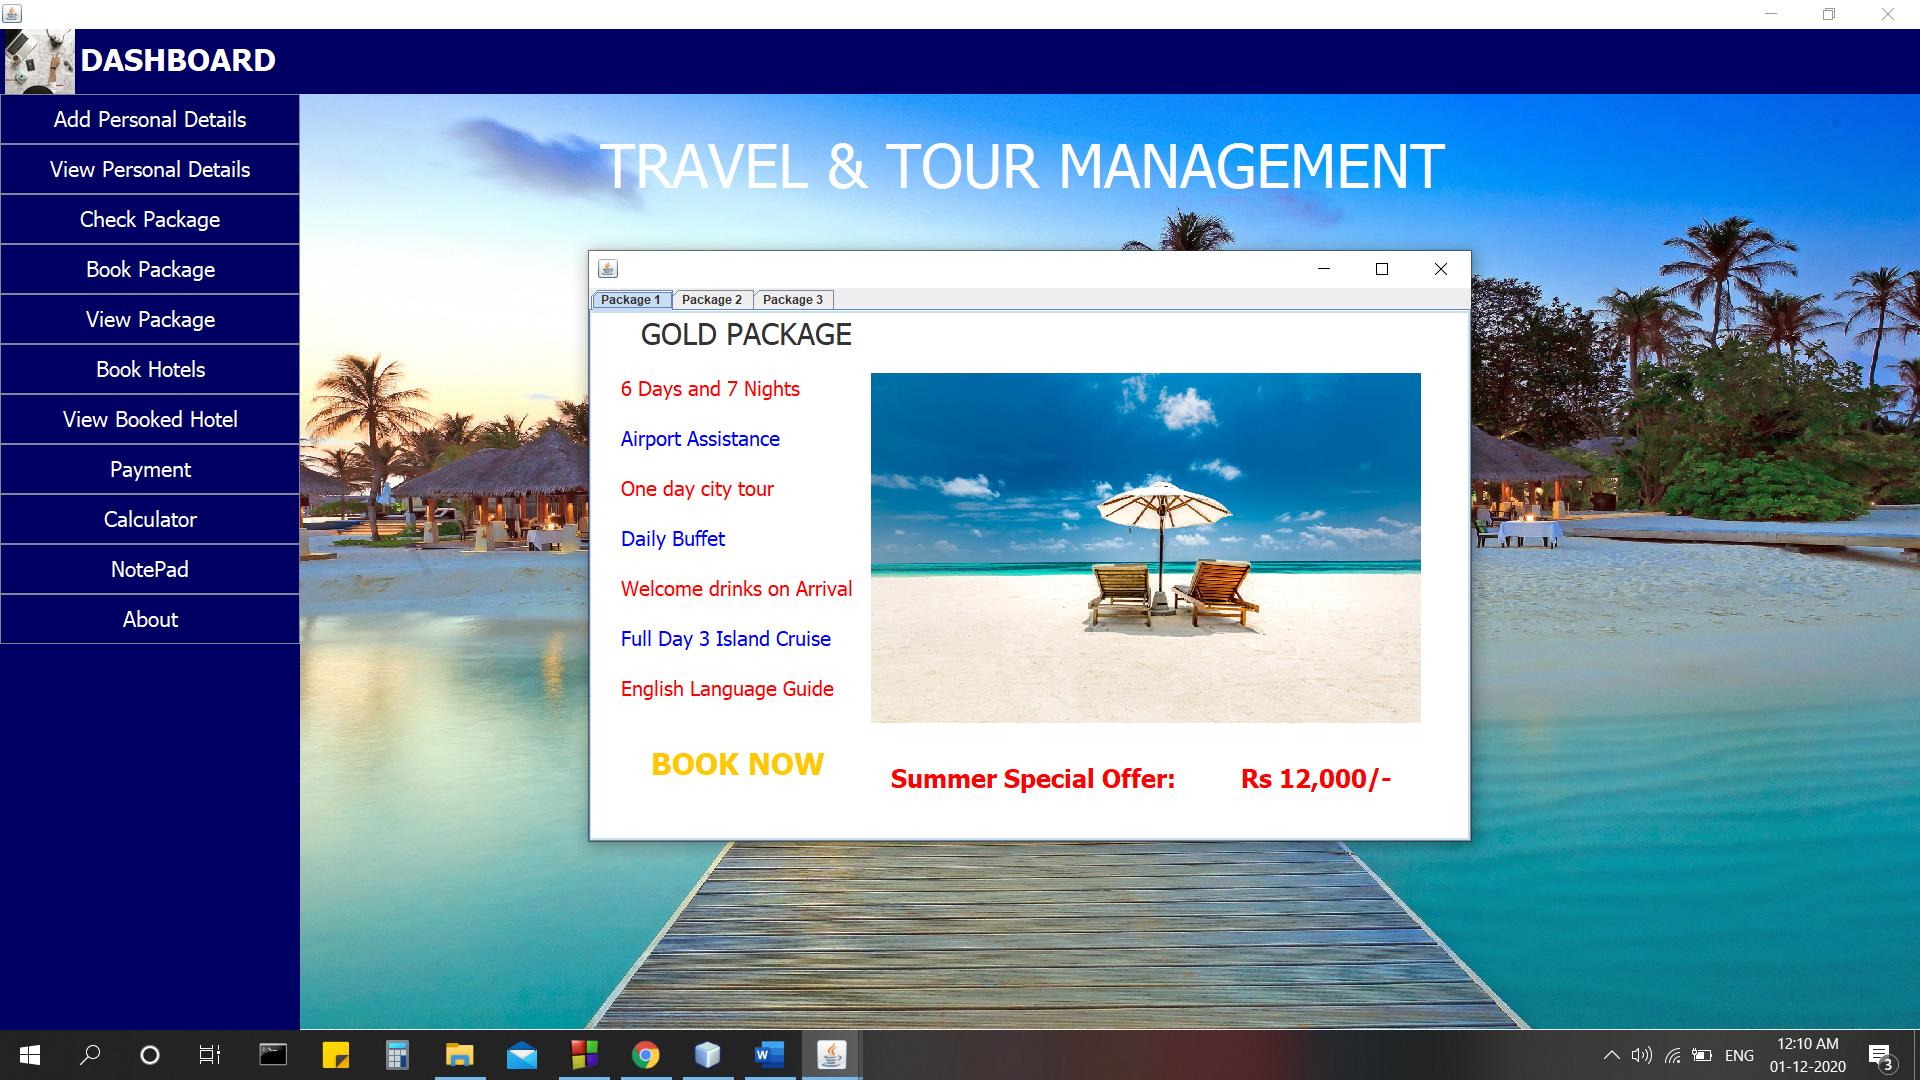 DASHBOARD
Add Personal Details
View Personal Details
Check Package
Book Package
View Package
Book Hotels
View Booked Hotel
Payment
Calculator
NotePad
About
TRAVEL & TOUR MANAGEMENT
Package 1 Package 2 Package 3
GOLD PACKAGE
6 Days and 7 Nights
Airport Assistance
One day city tour
Daily Buffet
Welcome drinks on Arrival
Full Day 3 Island Cruise
English Language Guide
BOOK NOW
Summer Special Offer: Rs 12,000/-
W
ENG
12:10 AM
01-12-2020
3